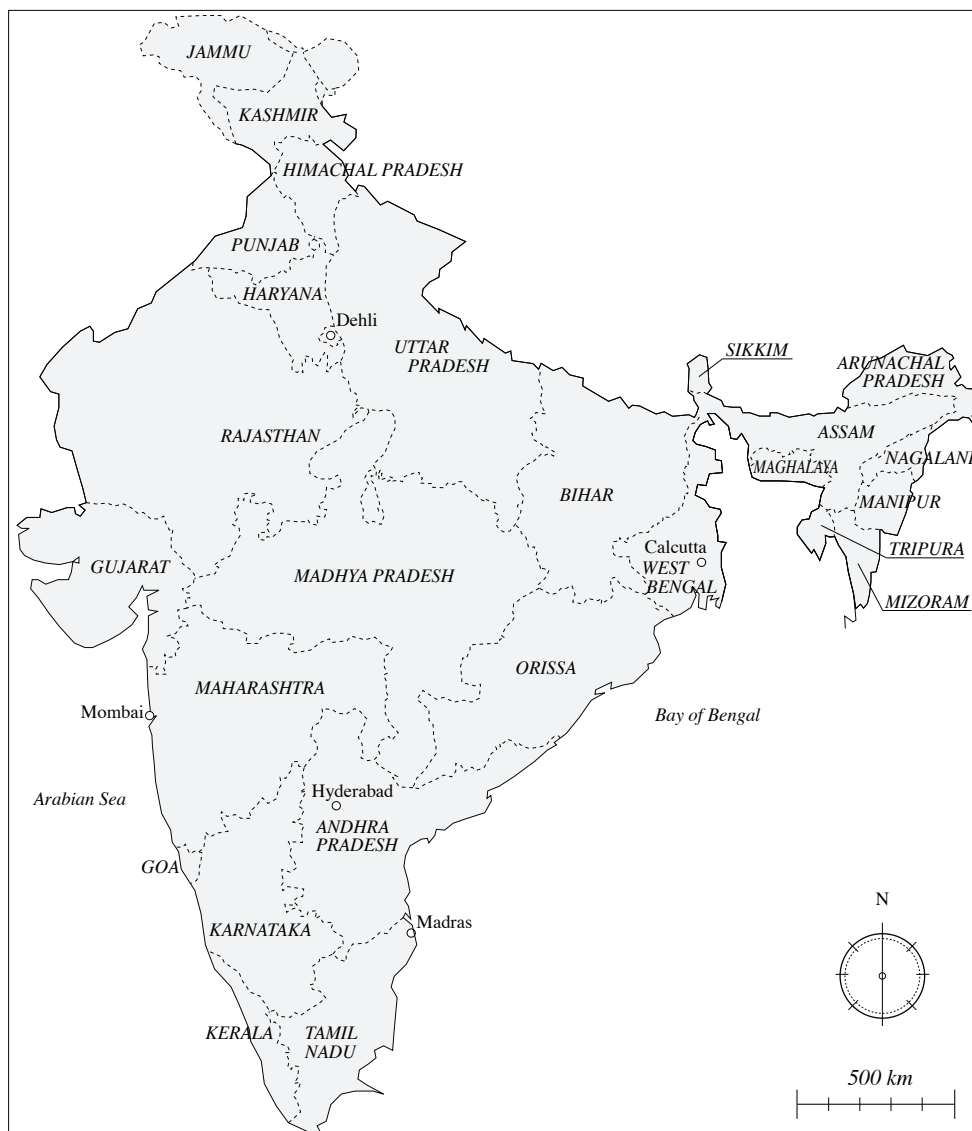 JAMMU
KASHMIR
HIMACHAL PRADESH
PUNJAB
HARYANA
Dehli
UTTAR
PRADESH
SIKKIM
ARUNACHAL
PRADESH
RAJASTHAN
ASSAM
NAGALAND
MAGHALAYA
BIHAR
MANIPUR
Calcutta
WEST
BENGAL
TRIPURA
GUJARAT
MADHYA PRADESH
MIZORAM
ORISSA
MAHARASHTRA
Mombai
Bay of Bengal
Arabian Sea
Hyderabad
ANDHRA
PRADESH
GOA
KARNATAKA
Madras
N
KERALA
TAMIL
NADU
500 km